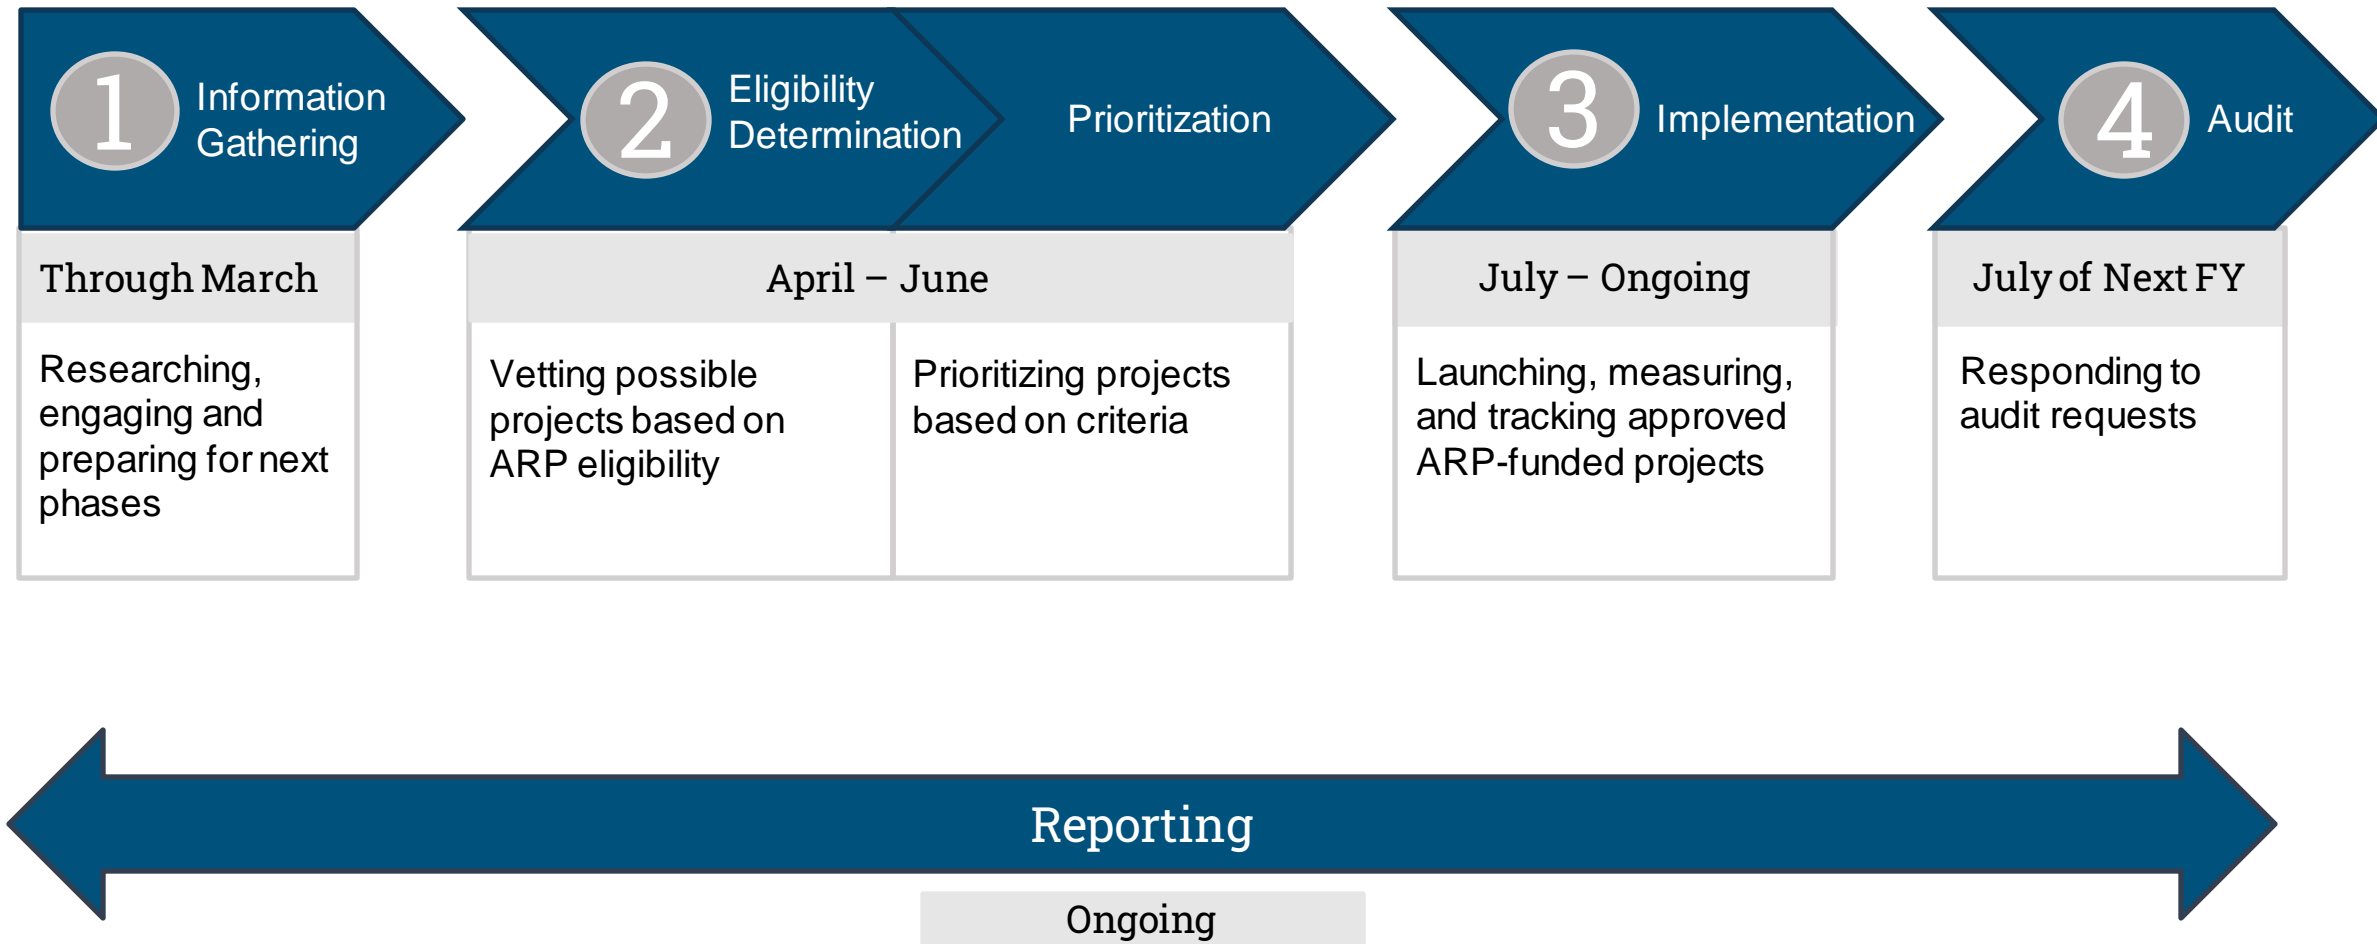 1
Information
Gathering
2
Eligibility
Determination
Prioritization
3
Implementation
4
Audit
Through March
April – June
July – Ongoing
July of Next FY
Researching,
engaging and
preparing for next
phases
Vetting possible
projects based on
ARP eligibility
Prioritizing projects
based on criteria
Launching, measuring,
and tracking approved
ARP-funded projects
Responding to
audit requests
Reporting
Ongoing